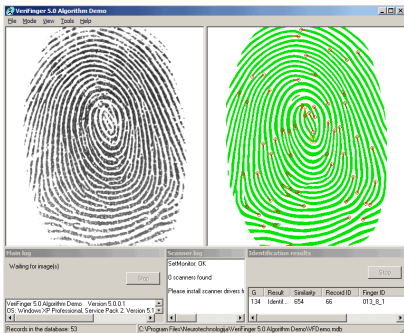 VeriFinger 5.0 Algorithm Demo
File Mode View Tools Help
Main log
Waiting for image(s)
Stop
VeriFinger 5.0 Algorithm Demo Version 5.0.0.1
OS: Windows XP Professional, Service Pack 2. Version 5.1
Scanner log
SetMonitor: OK
0 scanners found
Please install scanner drivers f
Identification results
Stop
G Result Similarity Record ID Finger ID
134 Identi... 654 66 013_8_1
Records in the database: 53
C:\Program Files\Neurotechnologija\VeriFinger 5.0 Algorithm Demo\VFDemo.mdb